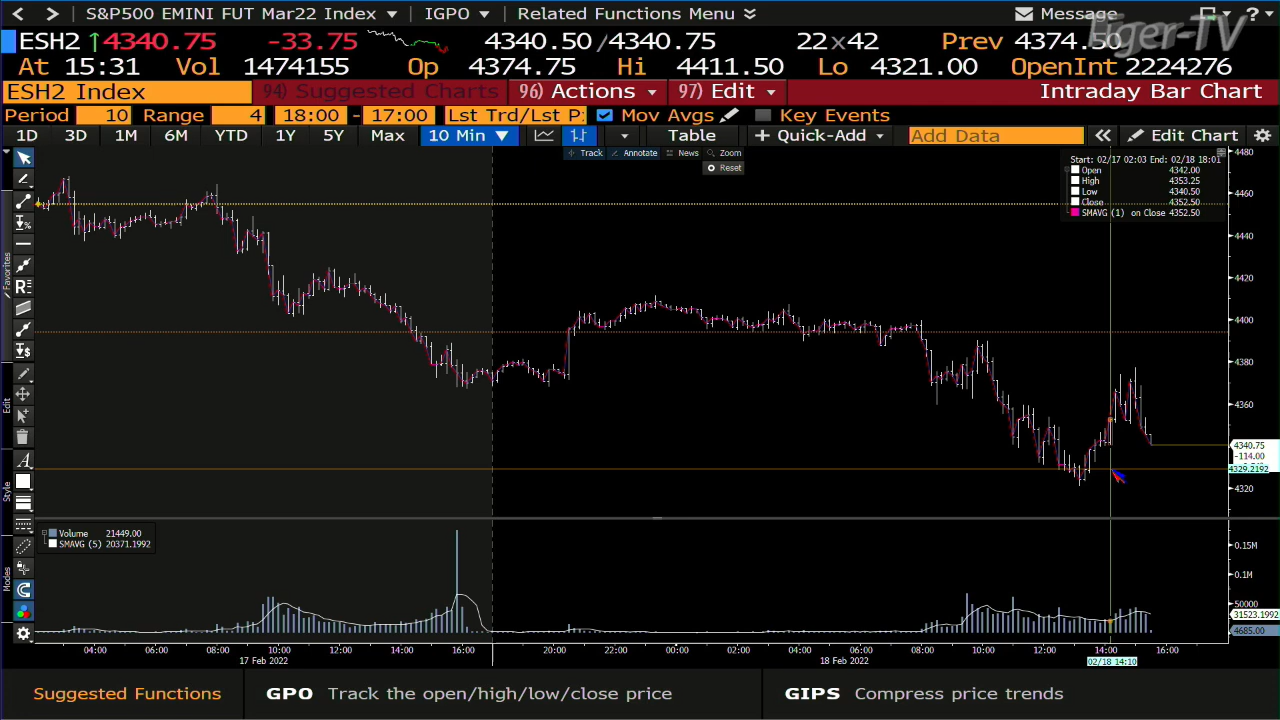 < > S&P500 EMINI FUT Mar22 Index ▼ IGPO ▼ Related Functions Menu Message ?
ESH2 ↑4340.75 -33.75 4340.50/4340.75 22x42 Prev 4374.50
Eger-TV
At 15:31 Vol 1474155 Op 4374.75 Hi 4411.50 Lo 4321.00 OpenInt 2224276
ESH2 Index 94) Suggested Charts 96) Actions 97) Edit Intraday Bar Chart
Period 10 Range 4 18:00 - 17:00 Lst Trd/Lst P Mov Avgs Key Events
1D 3D 1M 6M YTD 1Y 5Y Max 10 Min ▼ Table + Quick-Add Add Data « Edit Chart
Track Annotate News Zoom
Reset
Start: 02/17 02:03 End: 02/18 18:01
Open 4342.00
High 4353.25
Low 4340.50
Close 4352.50
SMAVG (1) on Close 4352.50
4480
4460
4440
4420
4400
4380
4360
4340.75
-114.00
4329.2192
4320
Favorites
Edit
Style
Modes
Volume 21449.00
SMAVG (5) 20371.1992
0.15M
0.1M
50000
31523.1992
4685.00
04:00 06:00 08:00 10:00 12:00 14:00 16:00 20:00 22:00 00:00 02:00 04:00 06:00 08:00 10:00 12:00 14:00 16:00
17 Feb 2022 18 Feb 2022 02/18 14:10
Suggested Functions GPO Track the open/high/low/close price GIPS Compress price trends